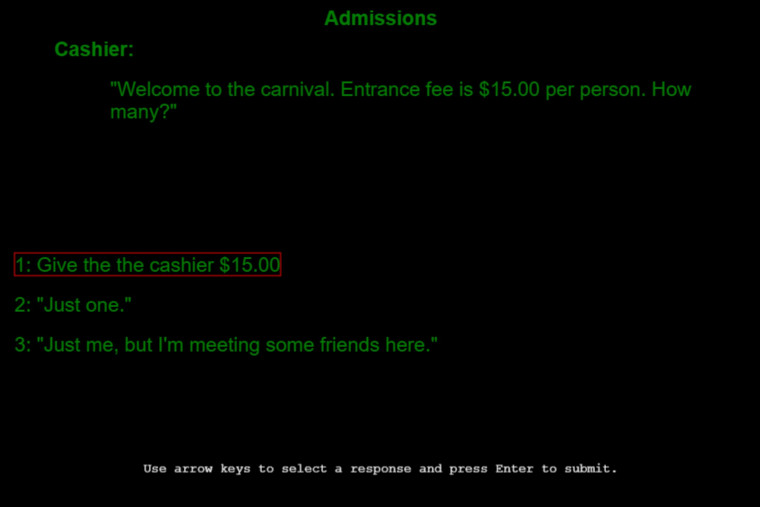 Admissions
Cashier:
"Welcome to the carnival. Entrance fee is $15.00 per person. How
many?"
1: Give the the cashier $15.00
2: "Just one."
3: "Just me, but I'm meeting some friends here."
Use arrow keys to select a response and press Enter to submit.